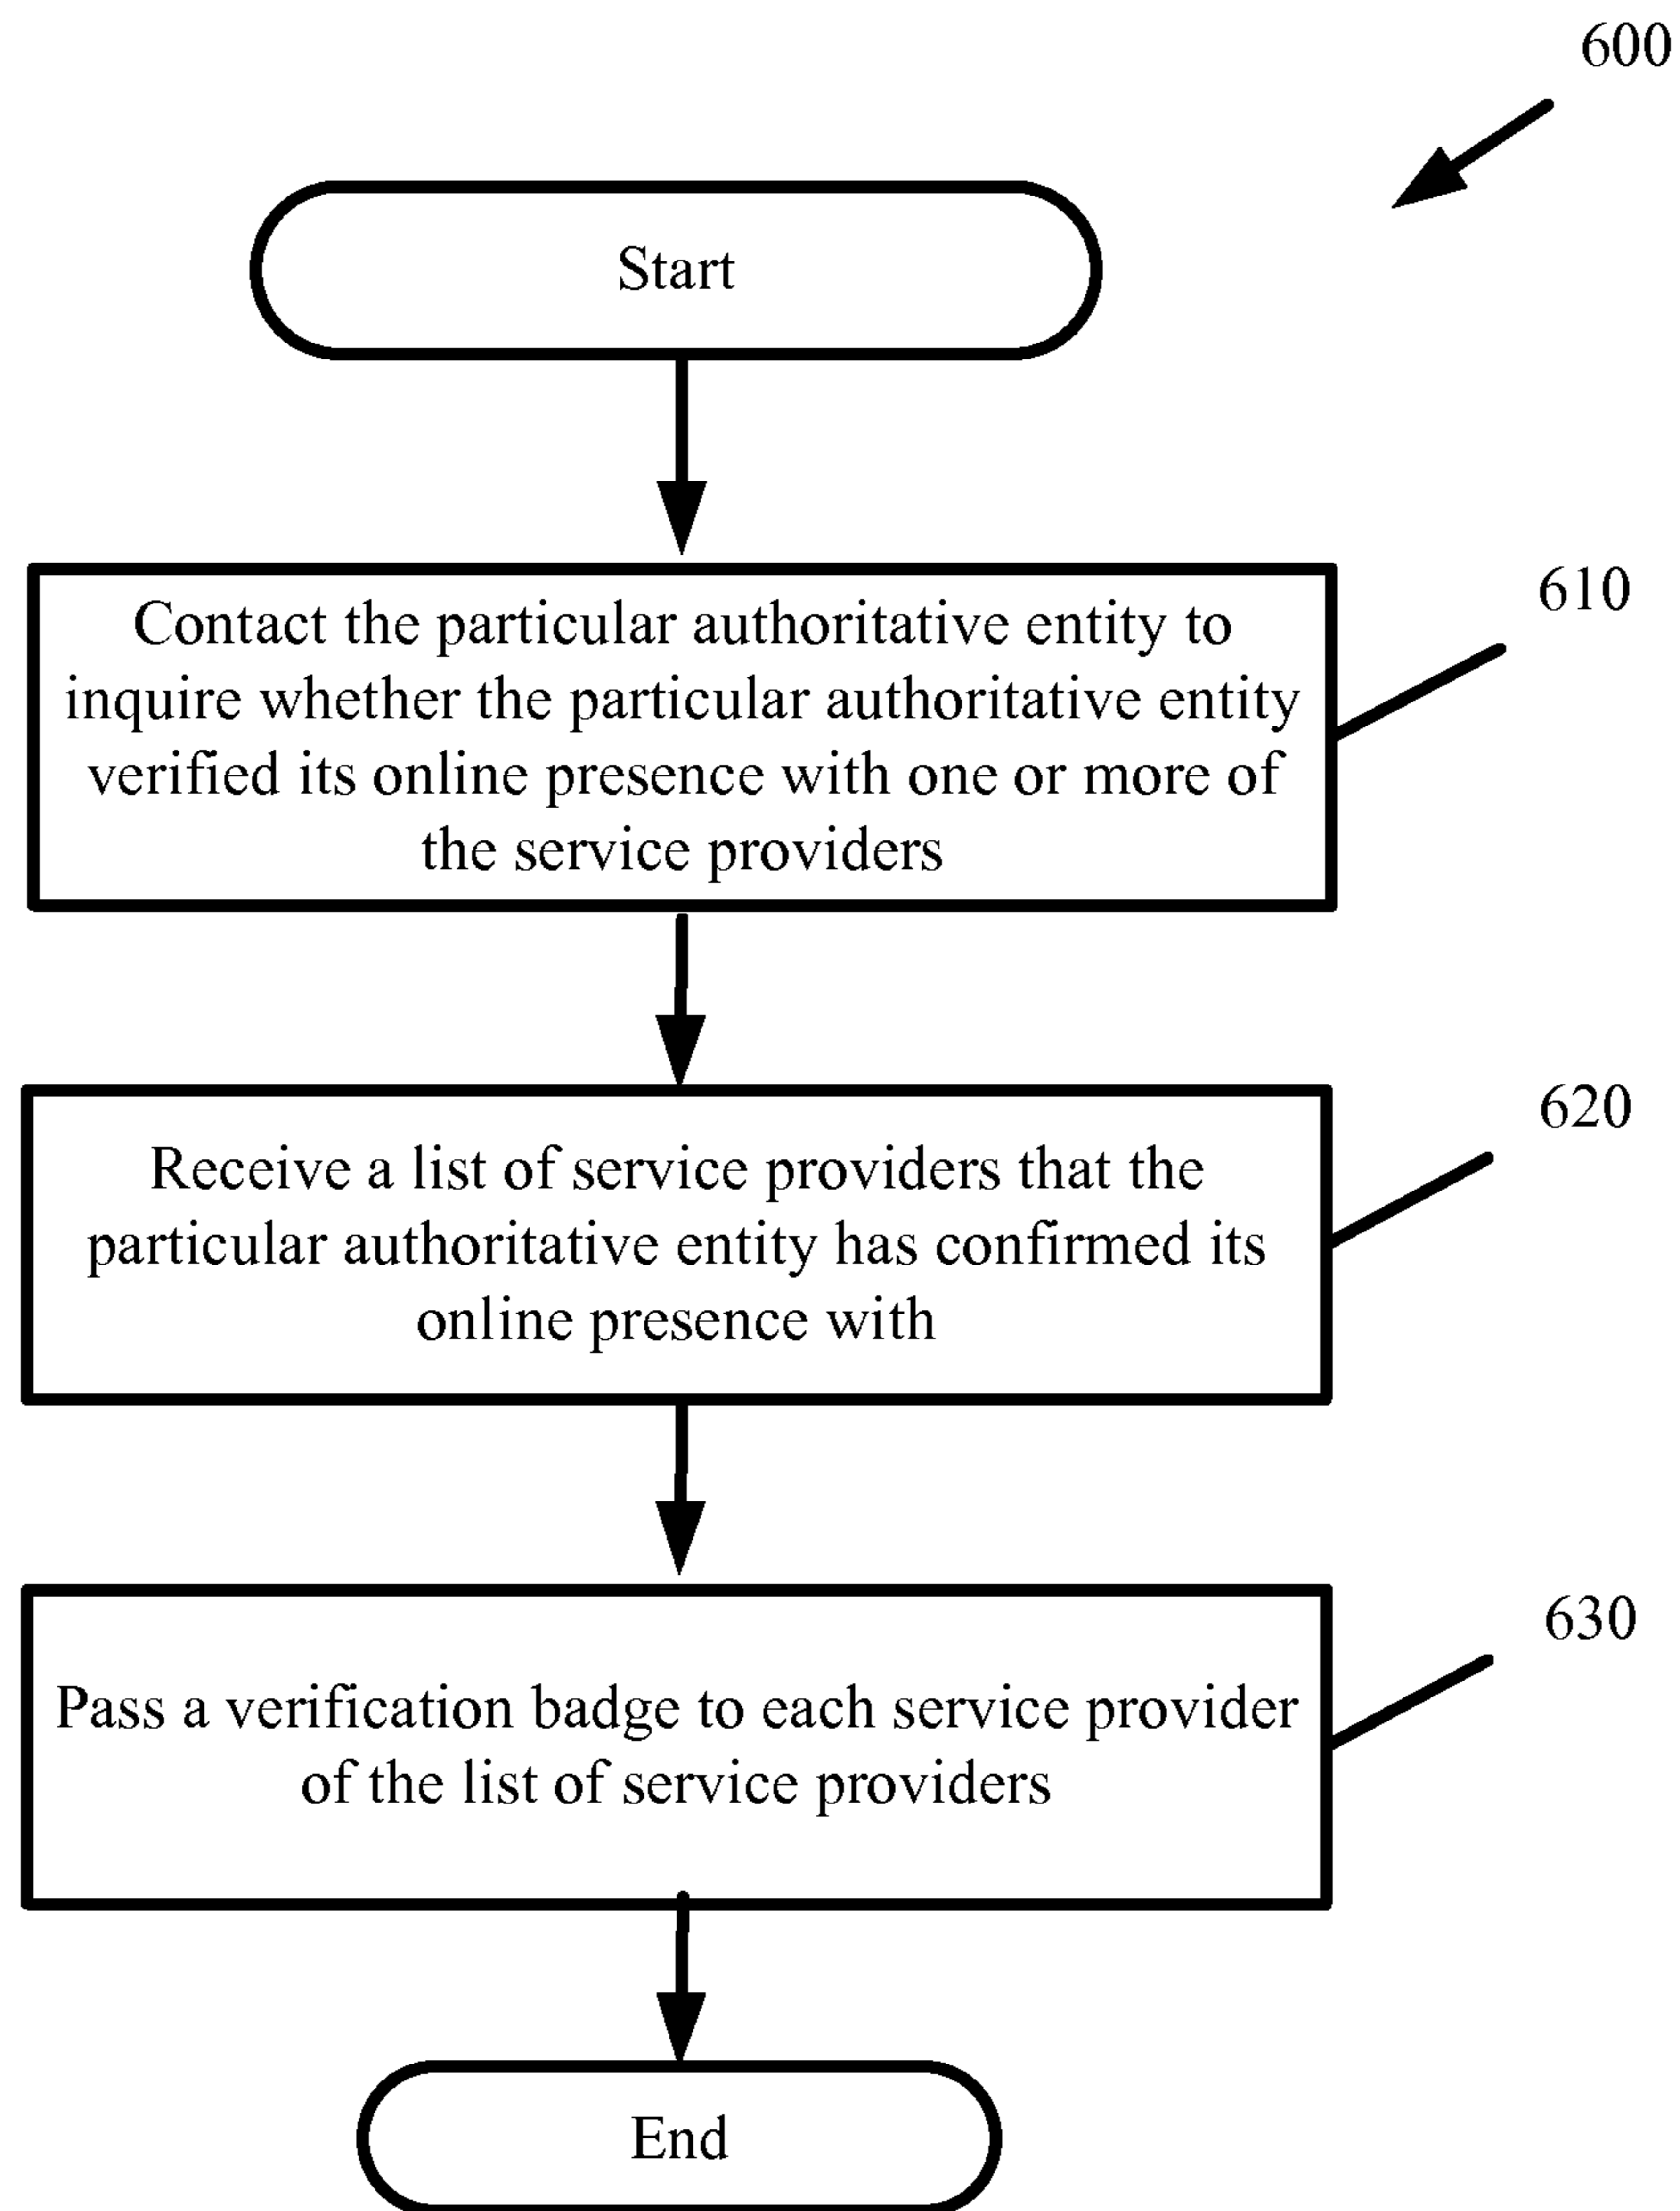 600
Start
610
Contact the particular authoritative entity to
inquire whether the particular authoritative entity
verified its online presence with one or more of
the service providers
620
Receive a list of service providers that the
particular authoritative entity has confirmed its
online presence with
630
Pass a verification badge to each service provider
of the list of service providers
End